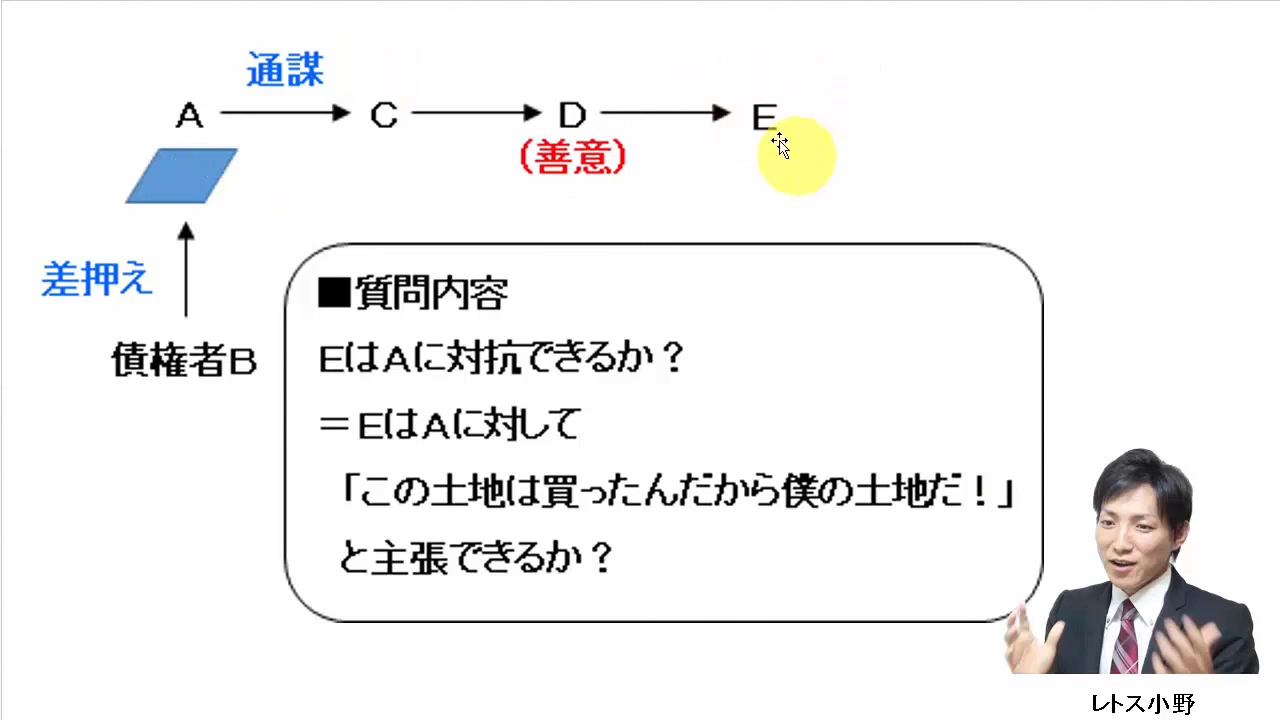 通謀
A C D E
(善意)
差押え
債権者B
■質問内容
EはAに対抗できるか？
＝EはAに対して
「この土地は買ったんだから僕の土地だ！」
と主張できるか？
レトス小野